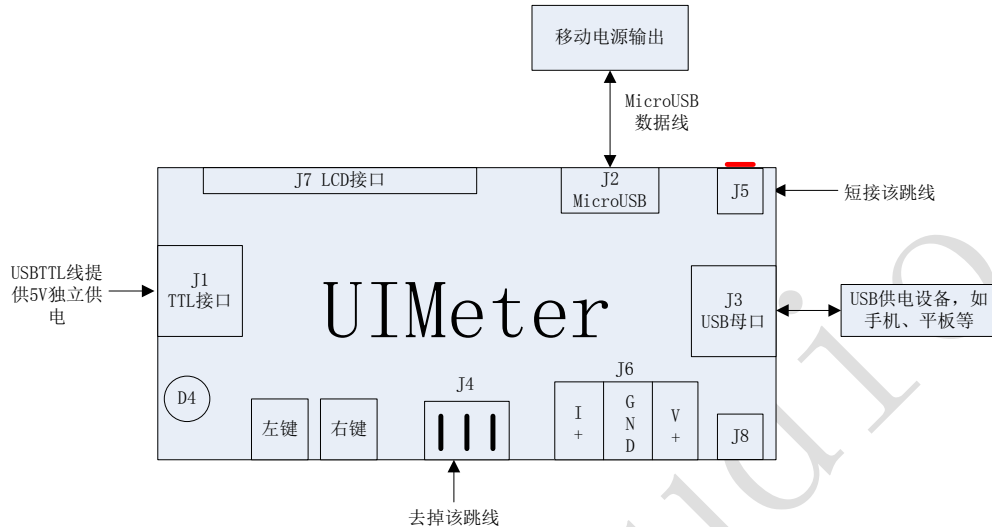 移动电源输出
MicroUSB
数据线
J7 LCD接口
J2
MicroUSB
J5
短接该跳线
USBTTL线提
供5V独立供
电
J1
TTL接口
UIMeter
J3
USB母口
USB供电设备，如
手机、平板等
D4
左键
右键
J4
J6
I
+
G
N
D
V
+
J8
去掉该跳线